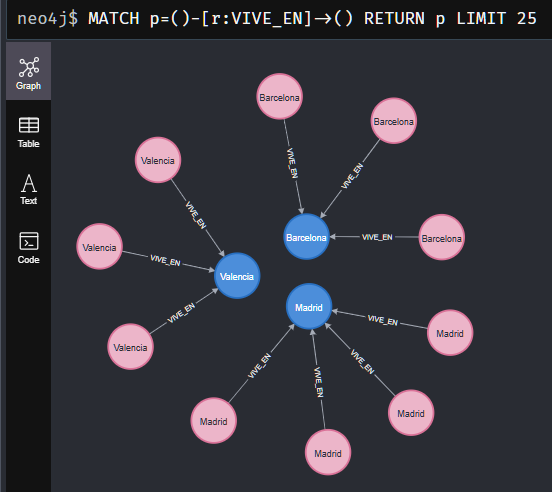 neo4j$ MATCH p=()-[r:VIVE_EN]->() RETURN p LIMIT 25
Graph
Table
Text
Code
Barcelona
Barcelona
VIVE_EN
VIVE_EN
Valencia
VIVE_EN
Barcelona
VIVE_EN
Barcelona
Valencia
VIVE_EN
Valencia
Madrid
VIVE_EN
VIVE_EN
Madrid
Valencia
VIVE_EN
VIVE_EN
VIVE_EN
Madrid
Madrid
Madrid